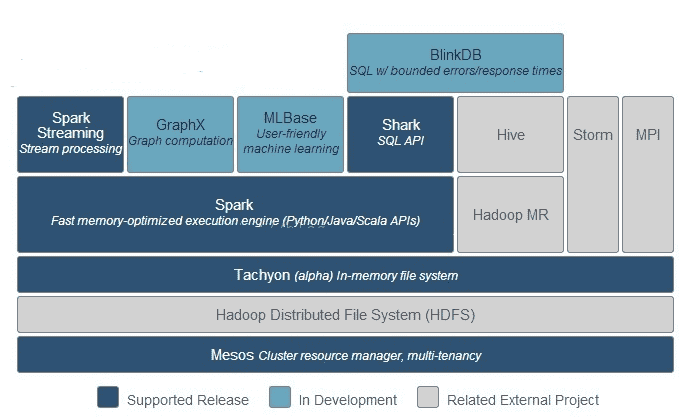 BlinkDB
SQL w/ bounded errors/response times
Spark
Streaming
Stream processing
GraphX
Graph computation
MLBase
User-friendly
machine learning
Shark
SQL API
Hive
Storm
MPI
Spark
Fast memory-optimized execution engine (Python/Java/Scala APIs)
Hadoop MR
Tachyon (alpha) In-memory file system
Hadoop Distributed File System (HDFS)
Mesos Cluster resource manager, multi-tenancy
Supported Release
In Development
Related External Project